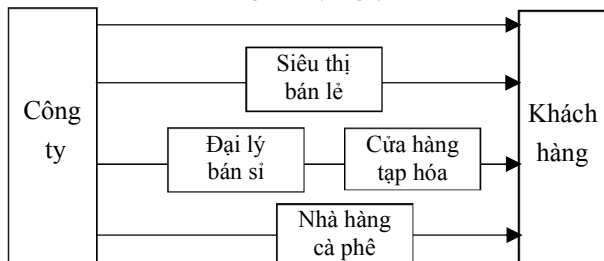 Siêu thị
bán lẻ
Công
ty
Đại lý
bán sỉ
Cửa hàng
tạp hóa
Khách
hàng
Nhà hàng
cà phê